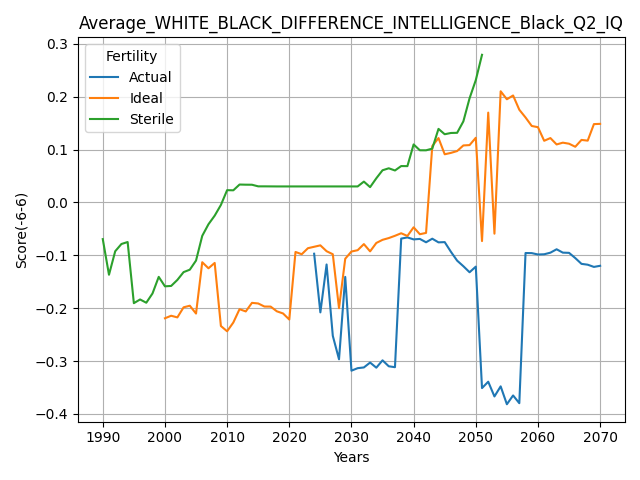 Average_WHITE_BLACK_DIFFERENCE_INTELLIGENCE_Black_Q2_IQ
Fertility
Actual
Ideal
Sterile
Score(-6-6)
0.3
0.2
0.1
0.0
−0.1
−0.2
−0.3
−0.4
1990 2000 2010 2020 2030 2040 2050 2060 2070
Years